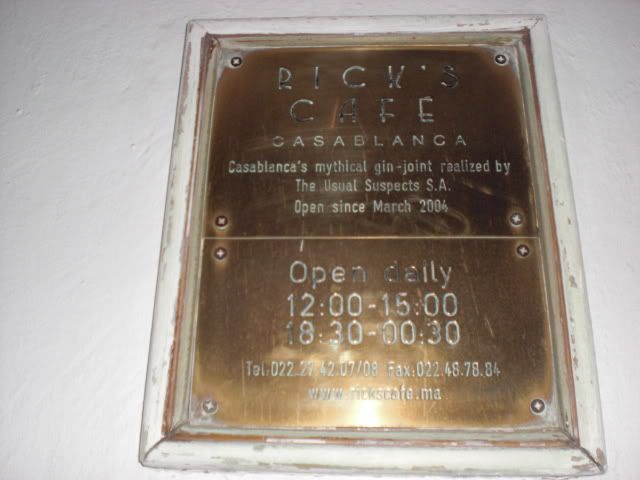 RICK'S
CAFÉ
CASABLANCA
Casablanca's mythical gin-joint realized by
The Usual Suspects S.A.
Open since March 2004
Open daily
12:00-15:00
18:30-00:30
Tel:022.27.42.07/08 Fax:022.48.78.84
www.rickscafe.ma